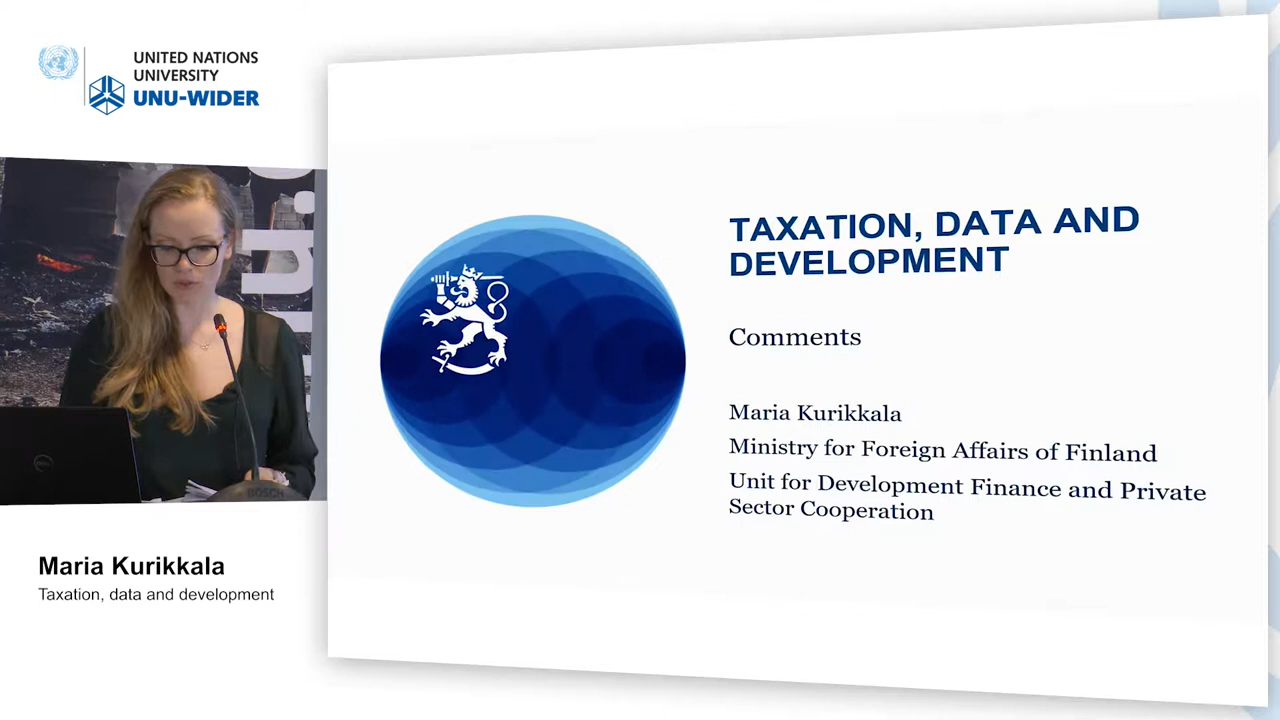 UNITED NATIONS
UNIVERSITY
UNU-WIDER
BOSCH
Maria Kurikkala
Taxation, data and development
TAXATION, DATA AND
DEVELOPMENT
Comments
Maria Kurikkala
Ministry for Foreign Affairs of Finland
Unit for Development Finance and Private
Sector Cooperation